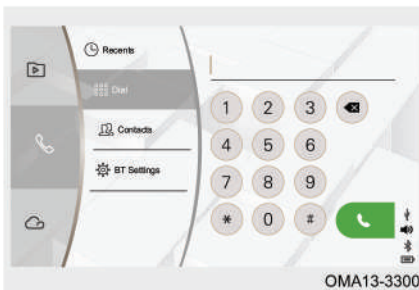 Recents
Dial
Contacts
BT Settings
1 2 3
4 5 6
7 8 9
* 0 #
OMA13-3300